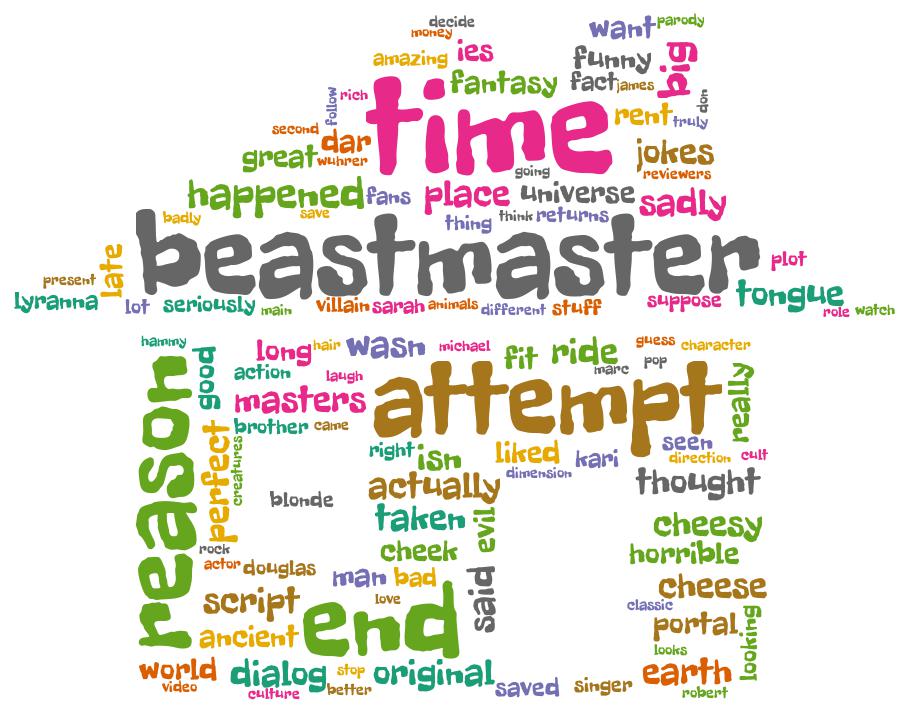 decide
want
parody
money
amazing
ies
funny
big
fantasy
fact
james
follow
rich
time
don
rent
truly
second
dar
great
wuhrer
jokes
reviewers
going
happened
fans
place
universe
sadly
badly
save
thing
think
returns
beastmaster
late
plot
present
lyranna
lot
seriously
main
villain
sarah
animals
different
stuff
suppose
tongue
role
watch
hammy
good
long
hair
wasn
michael
fit
ride
guess
character
marc
pop
action
laugh
attempt
really
reason
masters
brother
came
perfect
creatures
right
isn
liked
kari
seen
direction
cult
dimension
blonde
actually
thought
taken
evil
cheesy
rock
cheek
horrible
actor
douglas
man
bad
said
cheese
script
love
end
classic
portal
looking
ancient
looks
world
video
dialog
culture
stop
better
original
saved
singer
earth
robert